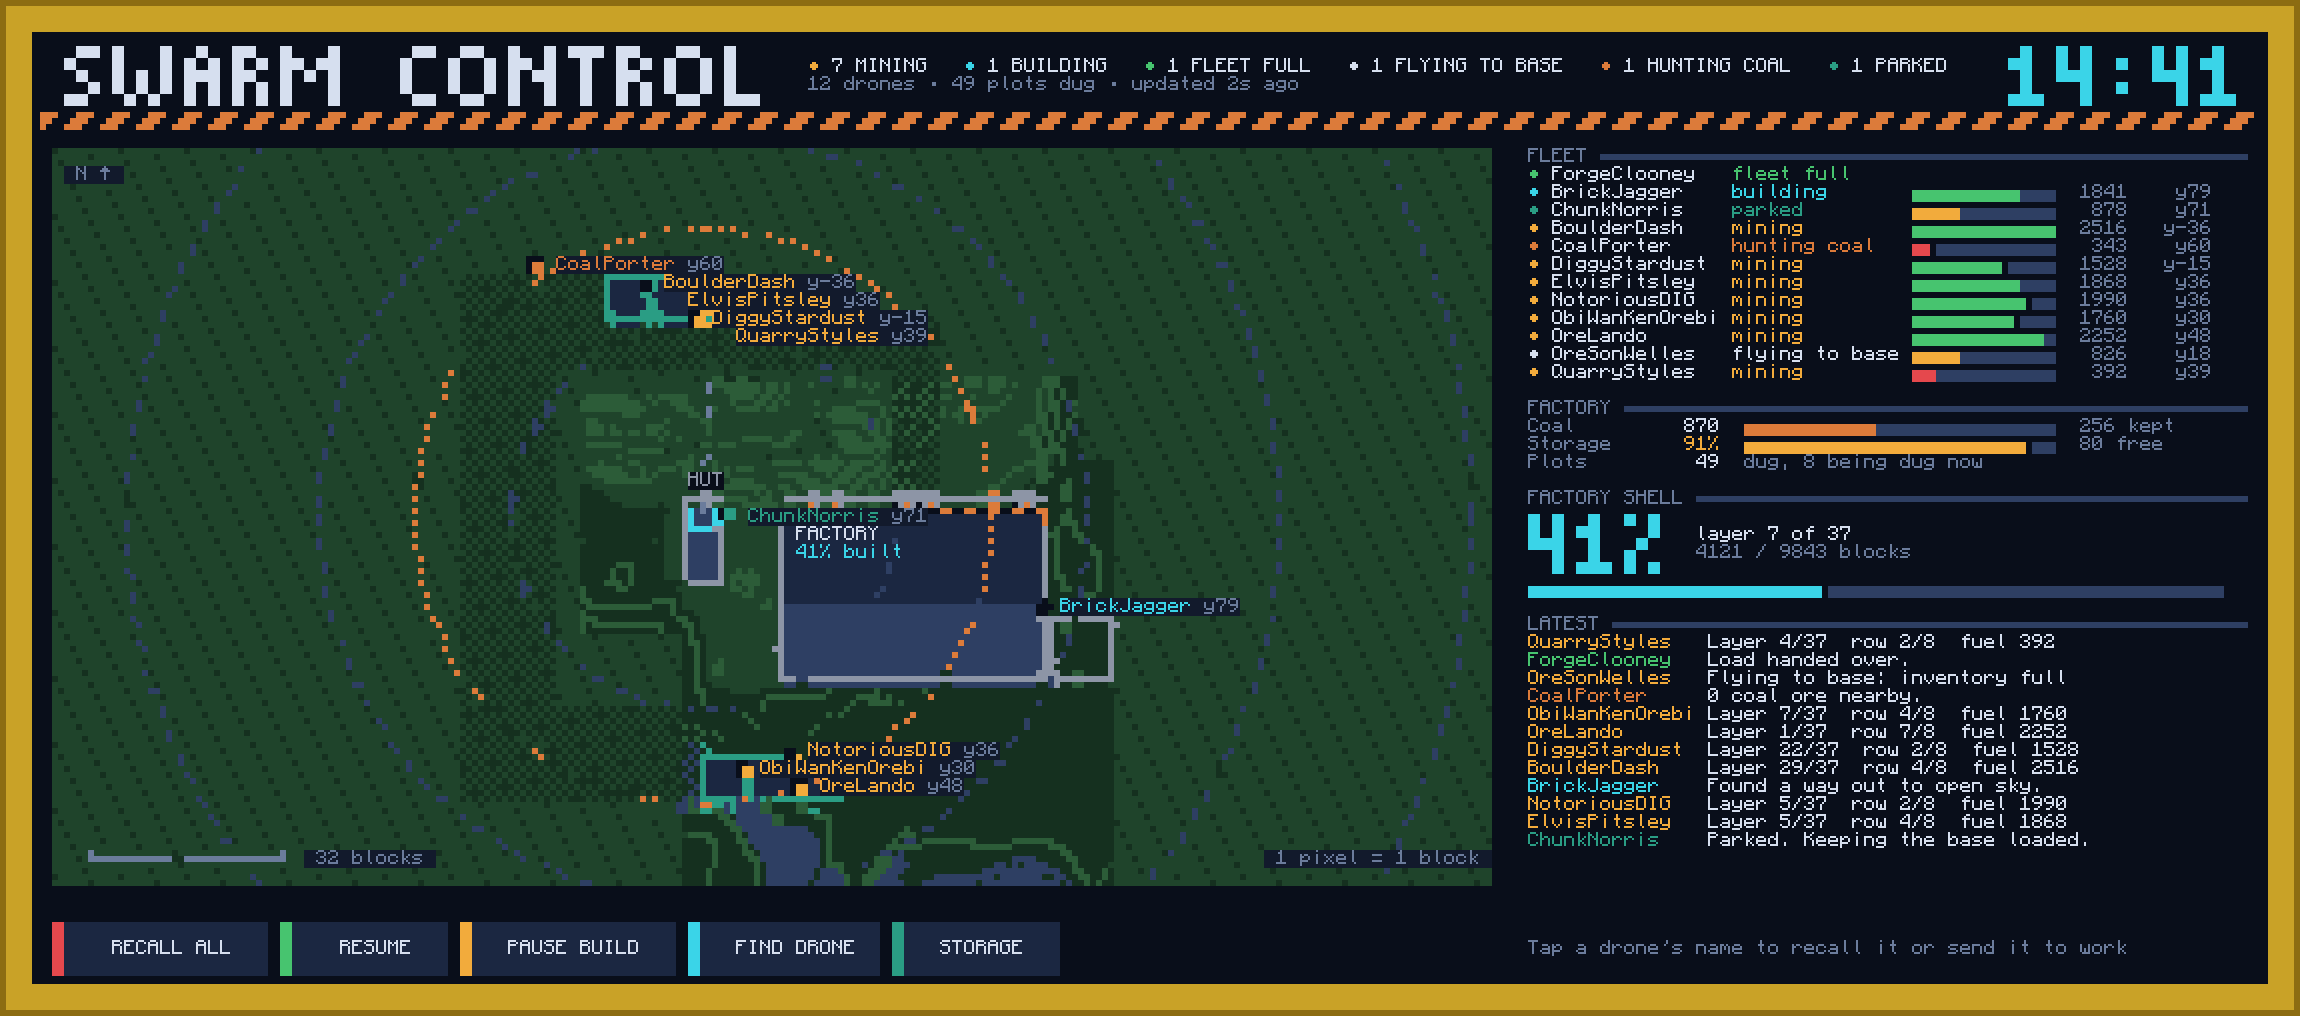 SWARM CONTROL
7 MINING 1 BUILDING 1 FLEET FULL 1 FLYING TO BASE 1 HUNTING COAL 1 PARKED
12 drones · 49 plots dug · updated 2s ago
14:41
N ↑
CoalPorter y60
BoulderDash y-36
ElvisPitsley y36
DiggyStardust y-15
QuarryStyles y39
HUT
ChunkNorris y71
FACTORY
41% built
BrickJagger y79
NotoriousDIG y36
ObiWanKenOrebi y30
OreLando y48
32 blocks
1 pixel = 1 block
FLEET
ForgeClooney fleet full
BrickJagger building 1841 y79
ChunkNorris parked 878 y71
BoulderDash mining 2516 y-36
CoalPorter hunting coal 343 y60
DiggyStardust mining 1528 y-15
ElvisPitsley mining 1868 y36
NotoriousDIG mining 1990 y36
ObiWanKenOrebi mining 1760 y30
OreLando mining 2252 y48
OreSonWelles flying to base 826 y18
QuarryStyles mining 392 y39
FACTORY
Coal 870 256 kept
Storage 91% 80 free
Plots 49 dug, 8 being dug now
FACTORY SHELL
41%
layer 7 of 37
4121 / 9843 blocks
LATEST
QuarryStyles Layer 4/37 row 2/8 fuel 392
ForgeClooney Load handed over.
OreSonWelles Flying to base: inventory full
CoalPorter 0 coal ore nearby.
ObiWanKenOrebi Layer 7/37 row 4/8 fuel 1760
OreLando Layer 1/37 row 7/8 fuel 2252
DiggyStardust Layer 22/37 row 2/8 fuel 1528
BoulderDash Layer 29/37 row 4/8 fuel 2516
BrickJagger Found a way out to open sky.
NotoriousDIG Layer 5/37 row 2/8 fuel 1990
ElvisPitsley Layer 5/37 row 4/8 fuel 1868
ChunkNorris Parked. Keeping the base loaded.
RECALL ALL
RESUME
PAUSE BUILD
FIND DRONE
STORAGE
Tap a drone's name to recall it or send it to work